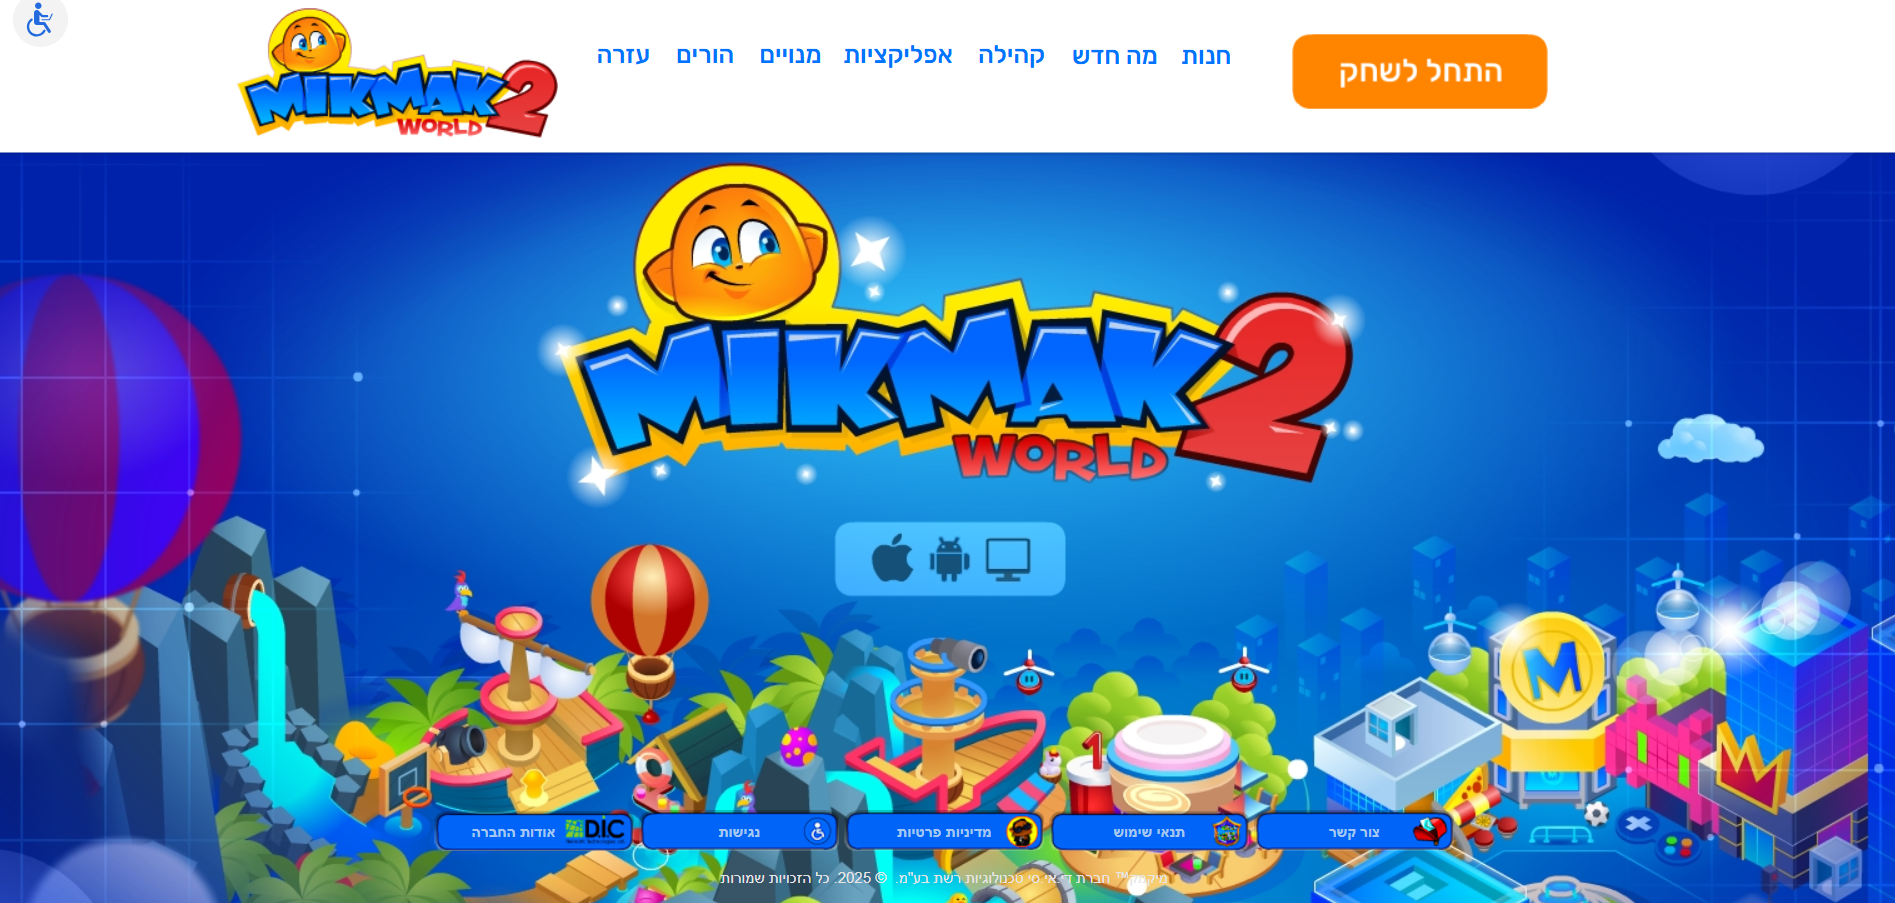 MIKMAK 2
WORLD
חנות
מה חדש
קהילה
אפליקציות
מנויים
הורים
עזרה
התחל לשחק
MIKMAK 2
WORLD
M
1
צור קשר
תנאי שימוש
מדיניות פרטיות
נגישות
אודות החברה
D.I.C
מיקמק™ חברת די.אי סי טכנולוגיות רשת בע"מ. © 2025. כל הזכויות שמורות